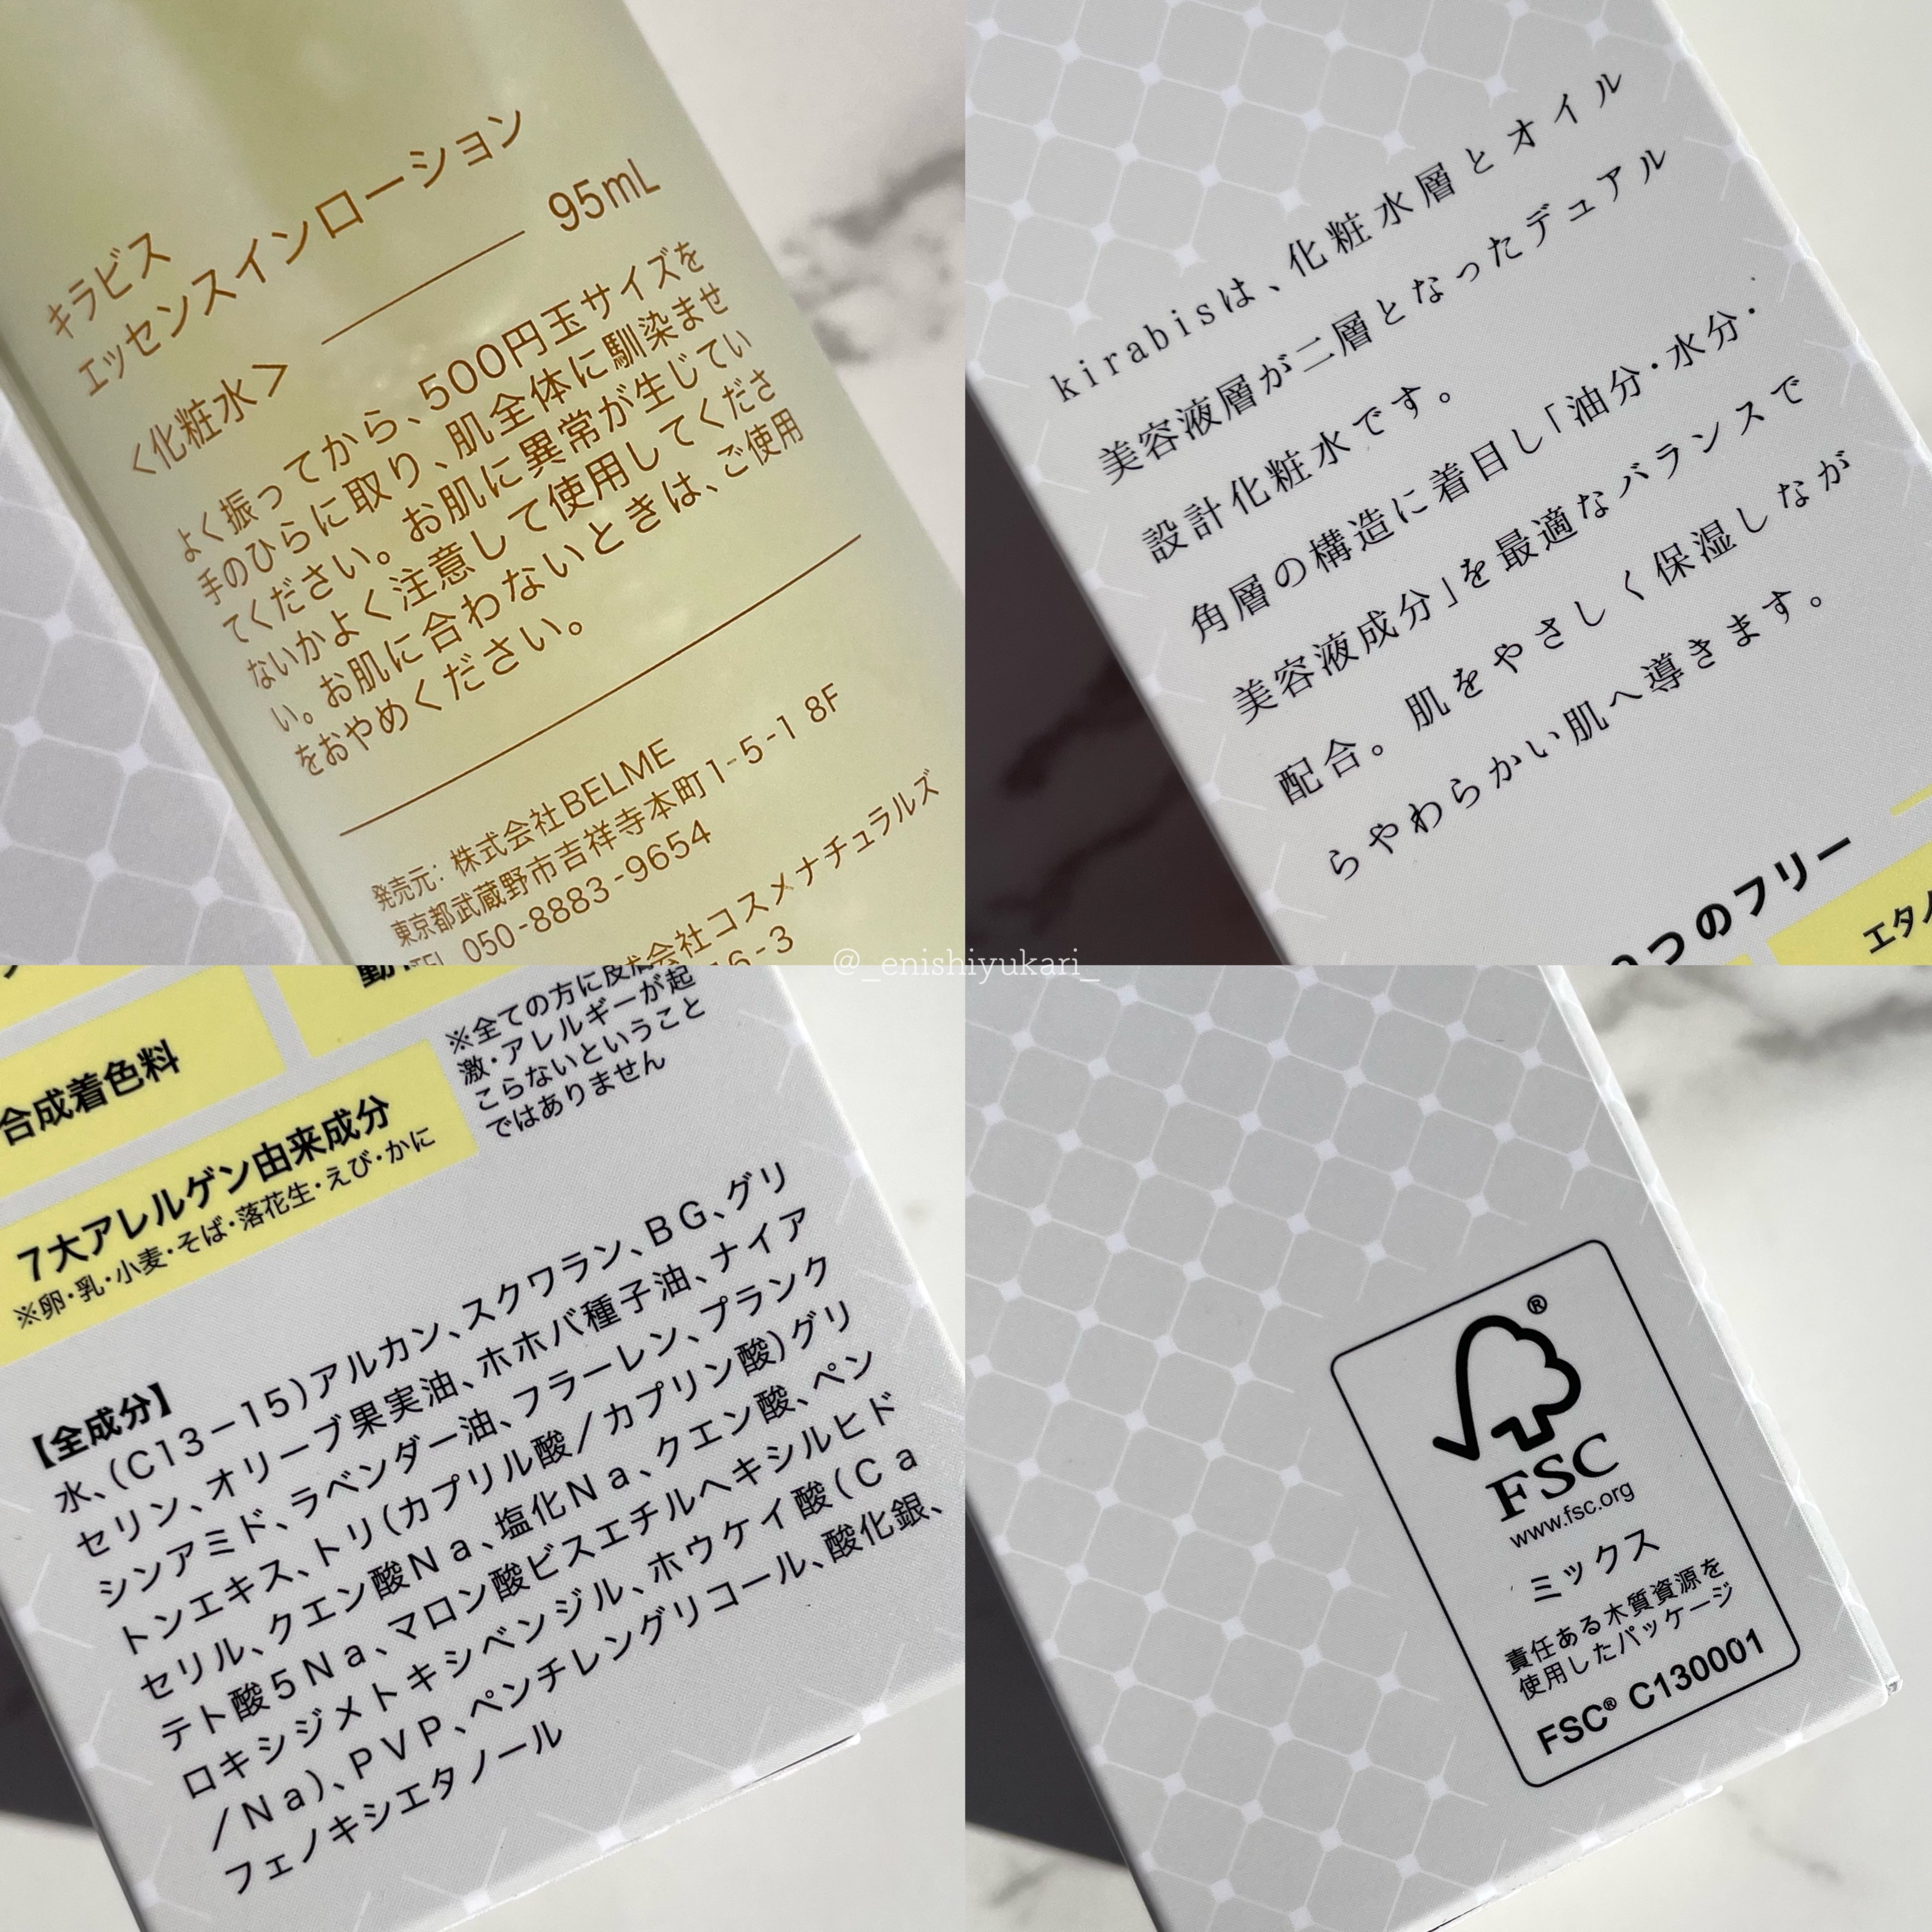 キラビス
エッセンスインローション
〈化粧水〉
95mL
よく振ってから、500円玉サイズを
手のひらに取り、肌全体に馴染ませ
てください。お肌に異常が生じてい
ないかよく注意して使用してくださ
い。お肌に合わないときは、ご使用
をおやめください。
発売元：株式会社BELME
東京都武蔵野市吉祥寺本町1-5-1 8F
TEL 050-8883-9654
会社コスメナチュラルズ
6-3
kirabisは、化粧水層とオイル
美容液層が二層となったデュアル
設計化粧水です。
角層の構造に着目し「油分・水分・
美容液成分」を最適なバランスで
配合。肌をやさしく保湿しなが
らやわらかい肌へ導きます。
つのフリー
エタ
@_enishiyukari_
合成着色料
7大アレルゲン由来成分
※卵・乳・小麦・そば・落花生・えび・かに
※全ての方に皮
激・アレルギーが起
こらないということ
ではありません
【全成分】
水、(C13－15)アルカン、スクワラン、BG、グリ
セリン、オリーブ果実油、ホホバ種子油、ナイア
シンアミド、ラベンダー油、フラーレン、プランク
トンエキス、トリ(カプリル酸／カプリン酸)グリ
セリル、クエン酸Na、塩化Na、クエン酸、ペン
テト酸5Na、マロン酸ビスエチルヘキシルヒド
ロキシジメトキシベンジル、ホウケイ酸(Ca
／Na)、PVP、ペンチレングリコール、酸化銀、
フェノキシエタノール
®
FSC
www.fsc.org
ミックス
責任ある木質資源を
使用したパッケージ
FSC® C130001